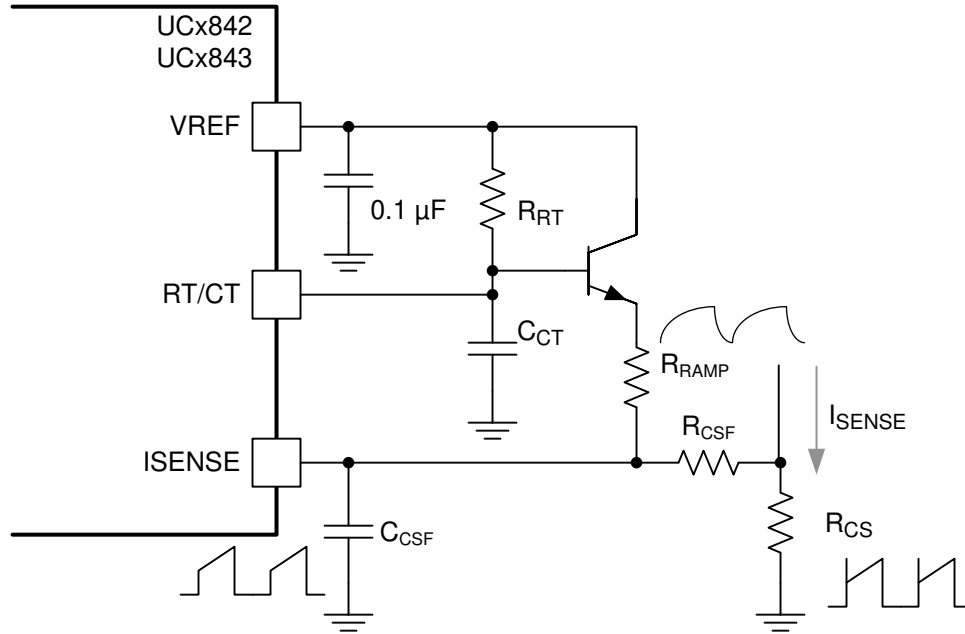 UCx842
UCx843
VREF
0.1 µF
RRT
RT/CT
CCT
RRAMP
ISENSE
RCSF
ISENSE
CCSF
RCS